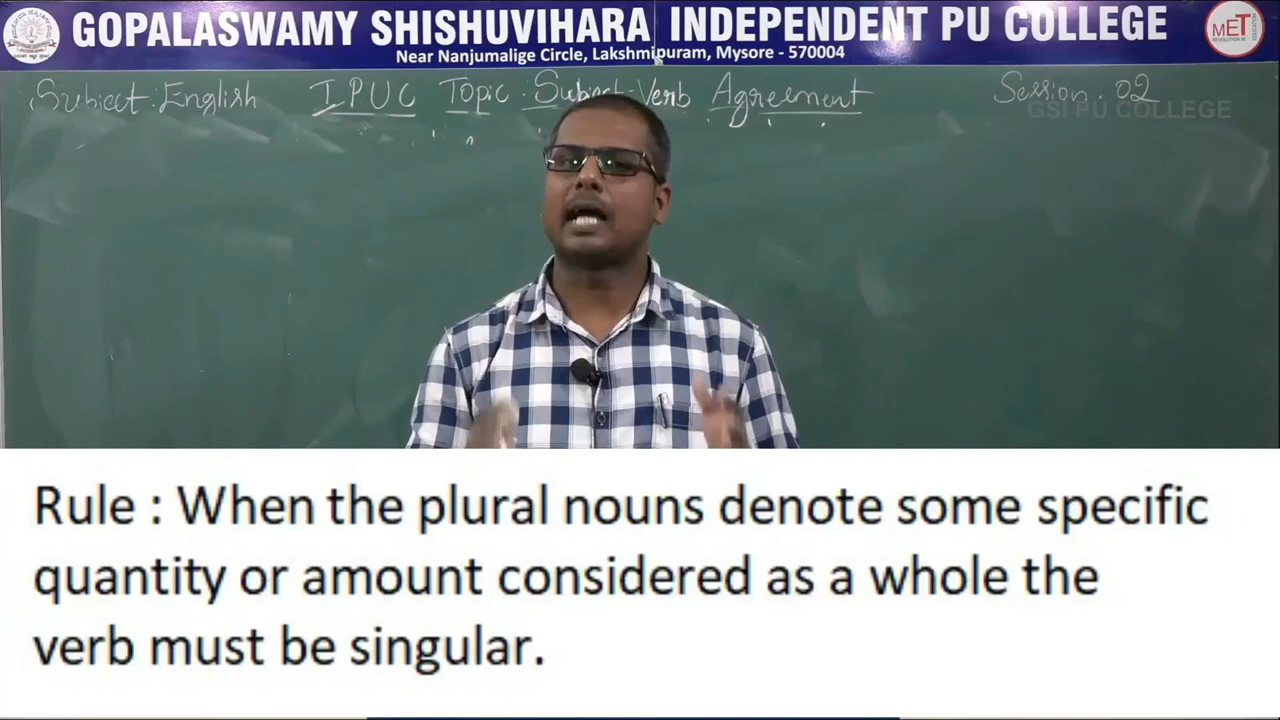 GOPALASWAMY SHISHUVIHARA INDEPENDENT PU COLLEGE
Near Nanjumalige Circle, Lakshmipuram, Mysore - 570004
MET
Subject. English I PUC Topic. Subject-Verb Agreement Session. 02
GSI PU COLLEGE
Rule : When the plural nouns denote some specific
quantity or amount considered as a whole the
verb must be singular.